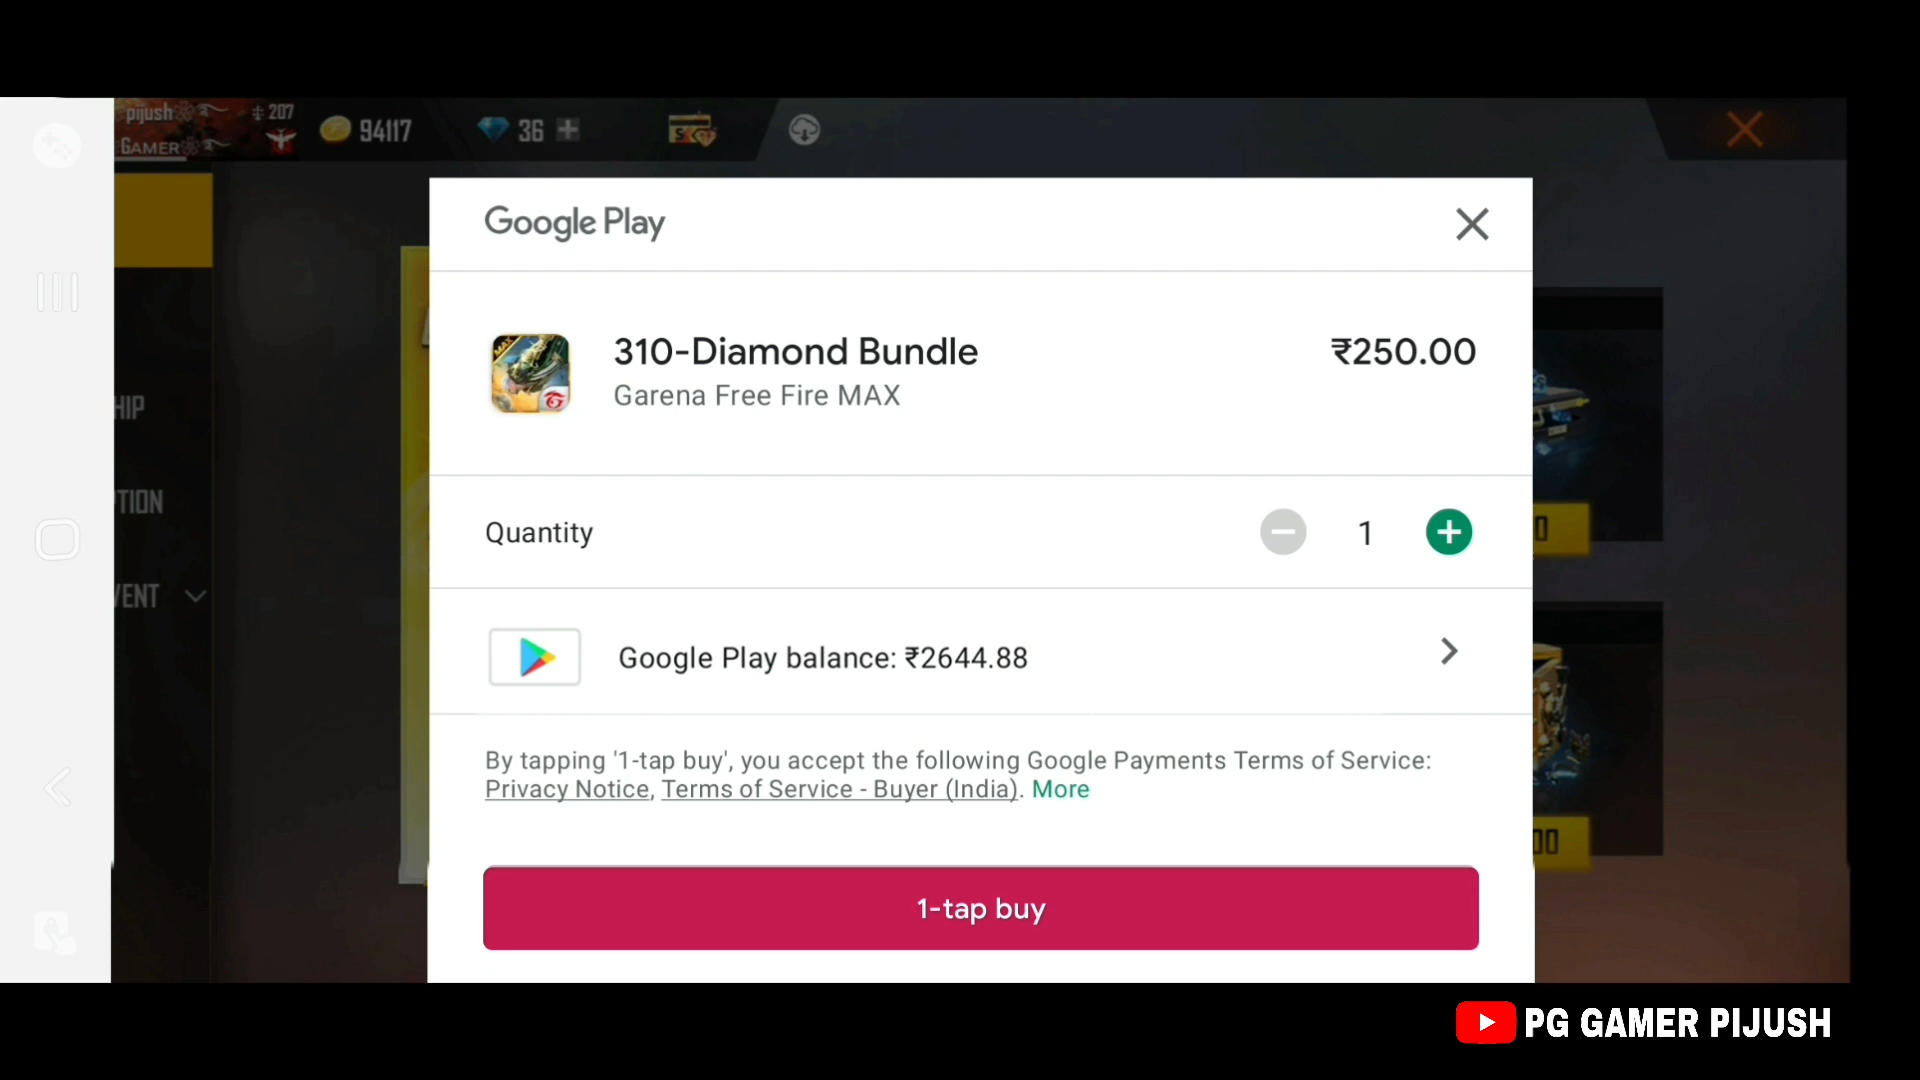 pijush
GAMER
207
94117
36
Google Play
310-Diamond Bundle
₹250.00
Garena Free Fire MAX
MAX
HIP
TION
VENT
Quantity
1
Google Play balance: ₹2644.88
By tapping '1-tap buy', you accept the following Google Payments Terms of Service:
Privacy Notice, Terms of Service - Buyer (India). More
1-tap buy
PG GAMER PIJUSH